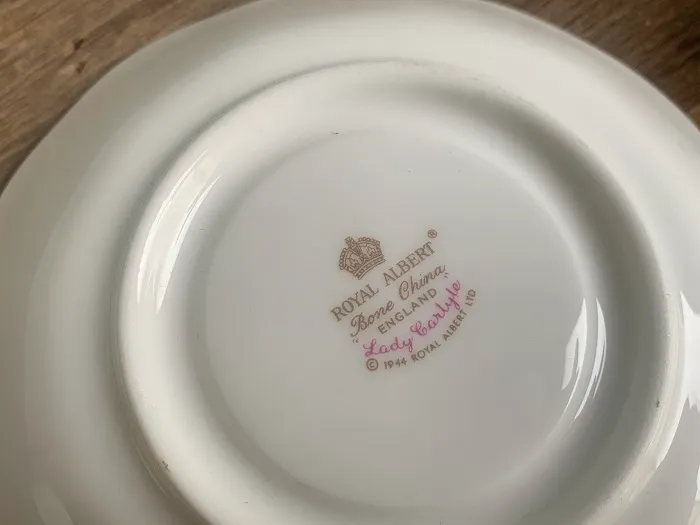 ROYAL ALBERT®
Bone China
ENGLAND
"Lady Carlyle"
© 1944 ROYAL ALBERT LTD